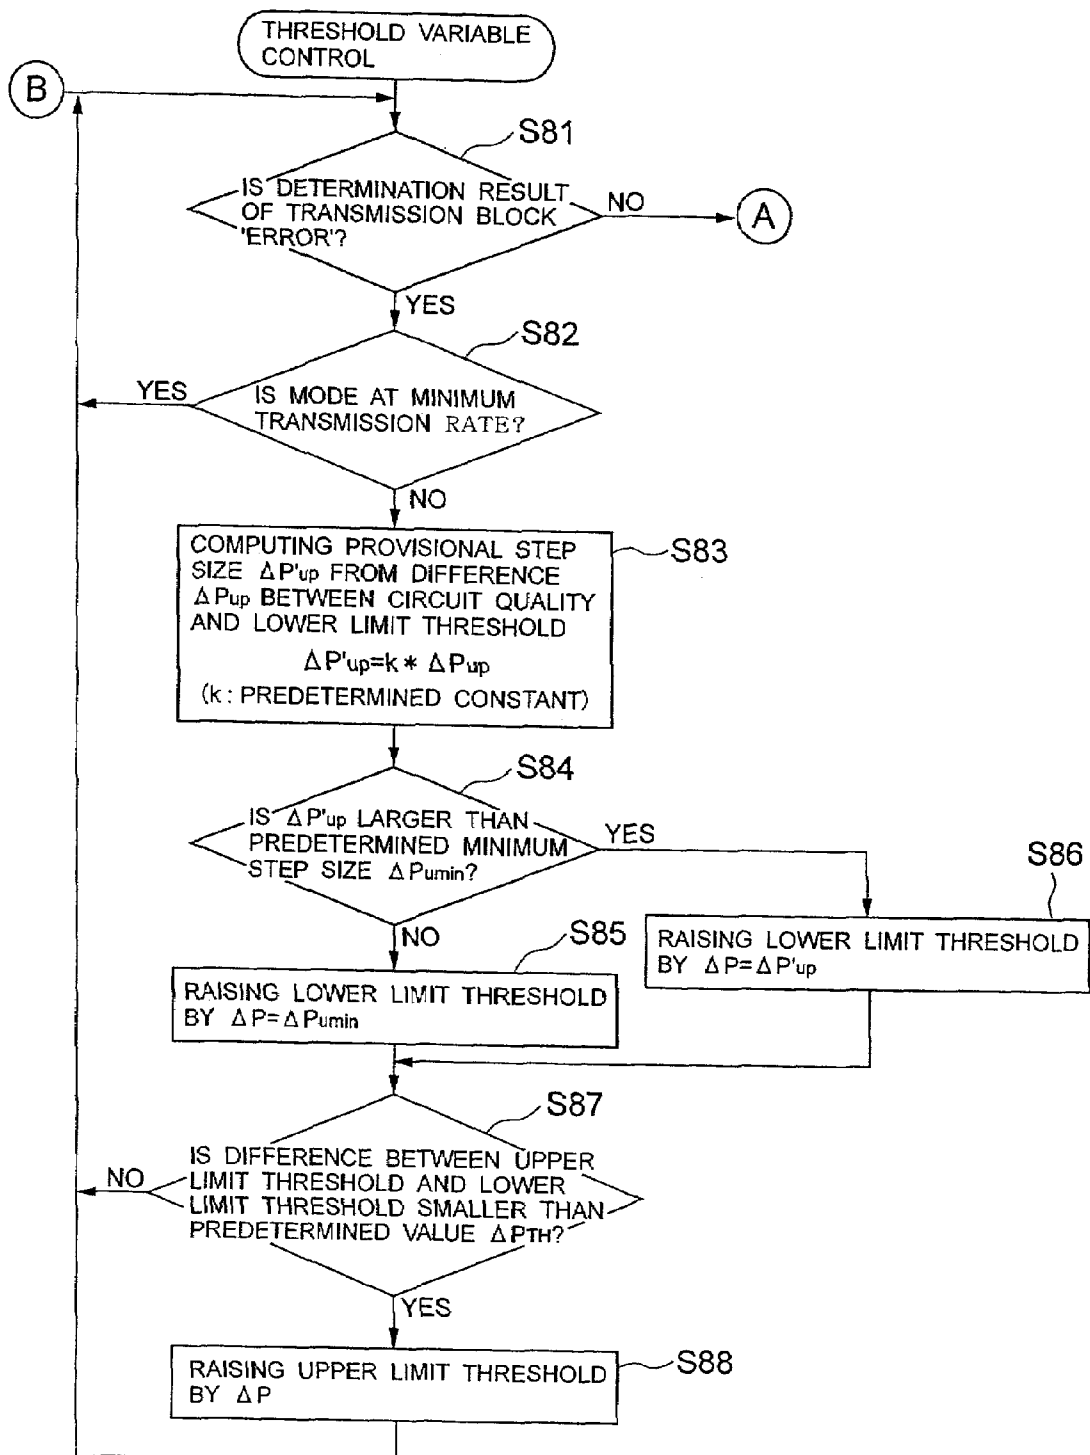 THRESHOLD VARIABLE
CONTROL
B
S81
IS DETERMINATION RESULT
OF TRANSMISSION BLOCK
'ERROR'?
NO
A
YES
S82
YES
IS MODE AT MINIMUM
TRANSMISSION RATE?
NO
S83
COMPUTING PROVISIONAL STEP
SIZE ΔP'up FROM DIFFERENCE
ΔPup BETWEEN CIRCUIT QUALITY
AND LOWER LIMIT THRESHOLD
ΔP'up=k * ΔPup
(k: PREDETERMINED CONSTANT)
S84
IS ΔP'up LARGER THAN
PREDETERMINED MINIMUM
STEP SIZE ΔPumin?
YES
S86
NO
S85
RAISING LOWER LIMIT THRESHOLD
BY ΔP=ΔP'up
RAISING LOWER LIMIT THRESHOLD
BY ΔP=ΔPumin
S87
IS DIFFERENCE BETWEEN UPPER
LIMIT THRESHOLD AND LOWER
LIMIT THRESHOLD SMALLER THAN
PREDETERMINED VALUE ΔPTH?
NO
YES
S88
RAISING UPPER LIMIT THRESHOLD
BY ΔP